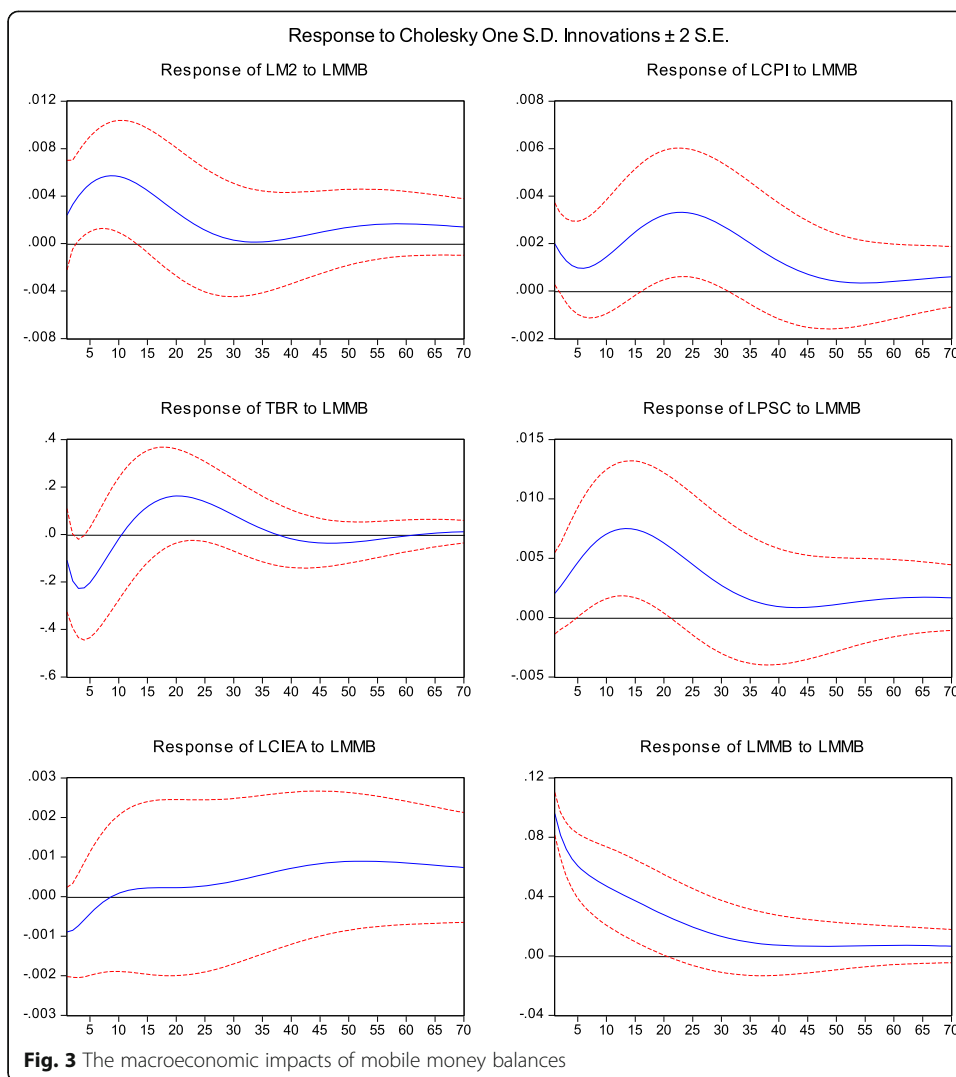 Response to Cholesky One S.D. Innovations ± 2 S.E.
Response of LM2 to LMMB
.012
.008
.004
.000
-.004
-.008
5 10 15 20 25 30 35 40 45 50 55 60 65 70
Response of LCPI to LMMB
.008
.006
.004
.002
.000
-.002
5 10 15 20 25 30 35 40 45 50 55 60 65 70
Response of TBR to LMMB
.4
.2
.0
-.2
-.4
-.6
5 10 15 20 25 30 35 40 45 50 55 60 65 70
Response of LPSC to LMMB
.015
.010
.005
.000
-.005
5 10 15 20 25 30 35 40 45 50 55 60 65 70
Response of LCIEA to LMMB
.003
.002
.001
.000
-.001
-.002
-.003
5 10 15 20 25 30 35 40 45 50 55 60 65 70
Response of LMMB to LMMB
.12
.08
.04
.00
-.04
5 10 15 20 25 30 35 40 45 50 55 60 65 70
Fig. 3 The macroeconomic impacts of mobile money balances